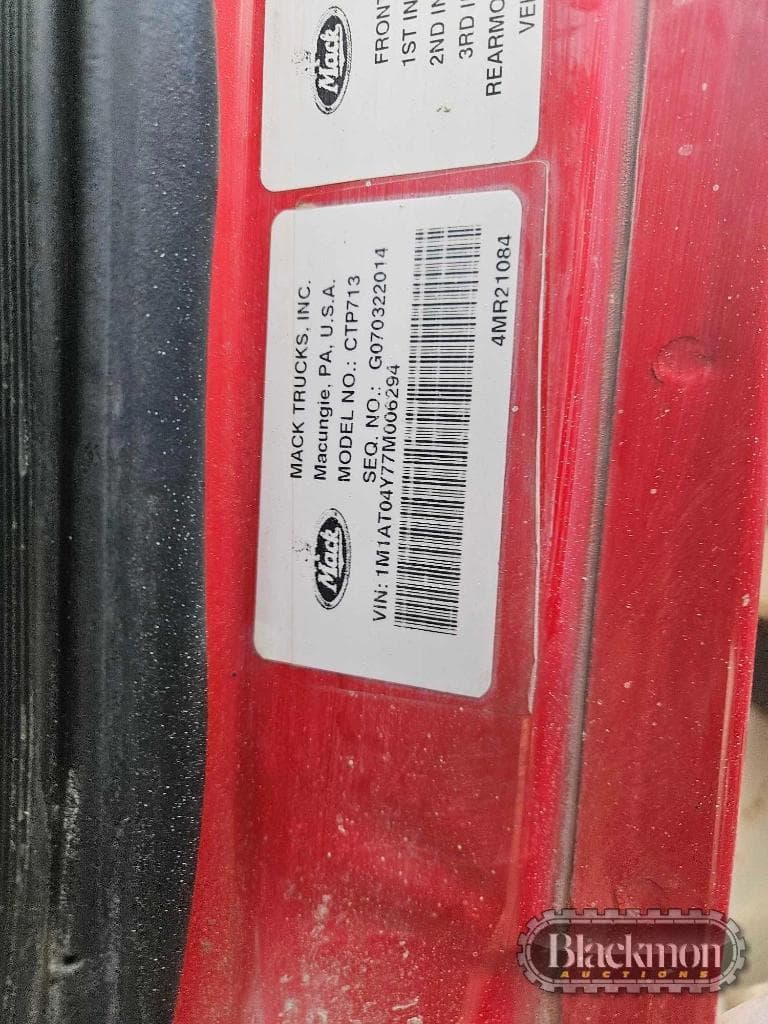 Mack
FRONT
1ST IN
2ND IN
3RD I
REARMO
VE
Mack
MACK TRUCKS, INC.
Macungie, PA, U.S.A.
MODEL NO.: CTP713
SEQ. NO.: G070322014
VIN: 1M1AT04Y77M006294
4MR21084
Blackmon
AUCTIONS